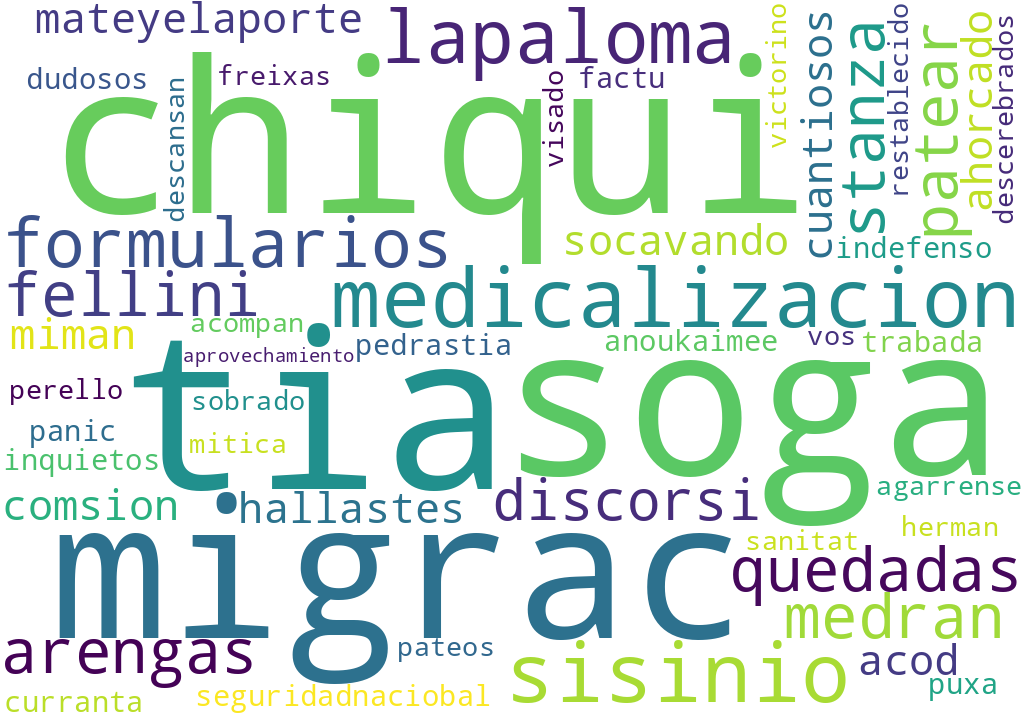 mateyelaporte
lapaloma
dudosos
freixas
factu
chiqui
descansan
visado
victorino
cuantiosos
stanza
restablecido
patear
ahorcado
descerebrados
formularios
socavando
indefenso
fellini
medicalizacion
miman
acompan
aprovechamiento
pedrastia
anoukaimee
vos
trabada
tia
soga
perello
sobrado
panic
mitica
inquietos
comsion
hallastes
discorsi
agarrense
sanitat
herman
migrac
quedadas
medran
arengas
pateos
sisinio
acod
puxa
curranta
seguridadnaciobal